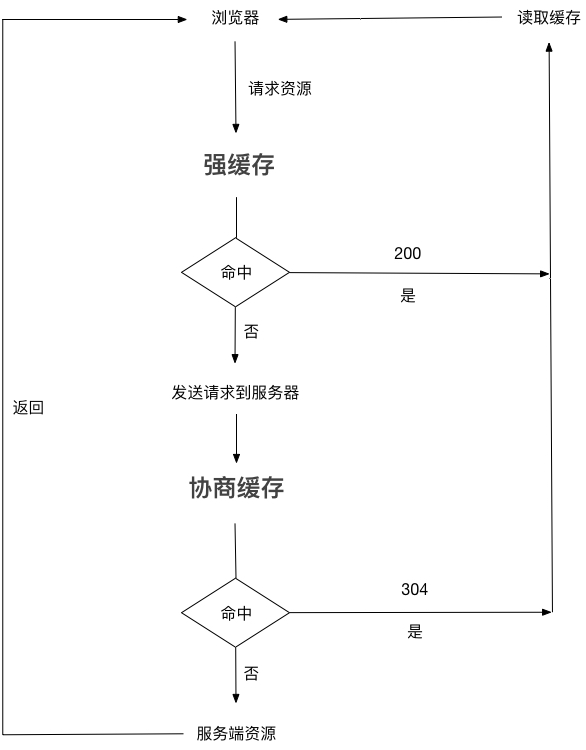 浏览器
读取缓存
请求资源
强缓存
200
命中
是
否
发送请求到服务器
返回
协商缓存
304
命中
是
否
服务端资源